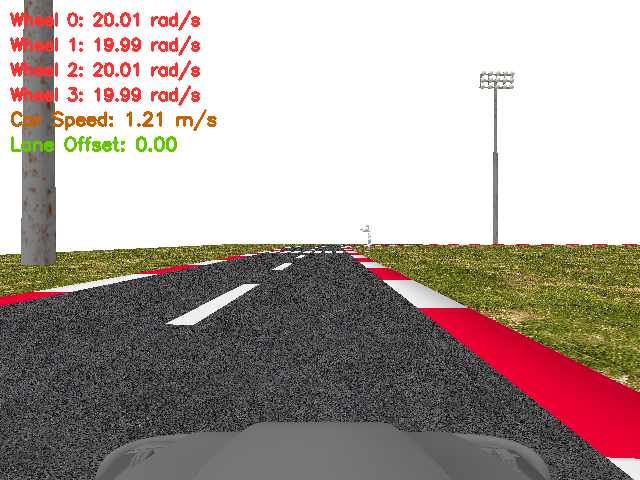 Wheel 0: 20.01 rad/s
Wheel 1: 19.99 rad/s
Wheel 2: 20.01 rad/s
Wheel 3: 19.99 rad/s
Car Speed: 1.21 m/s
Lane Offset: 0.00